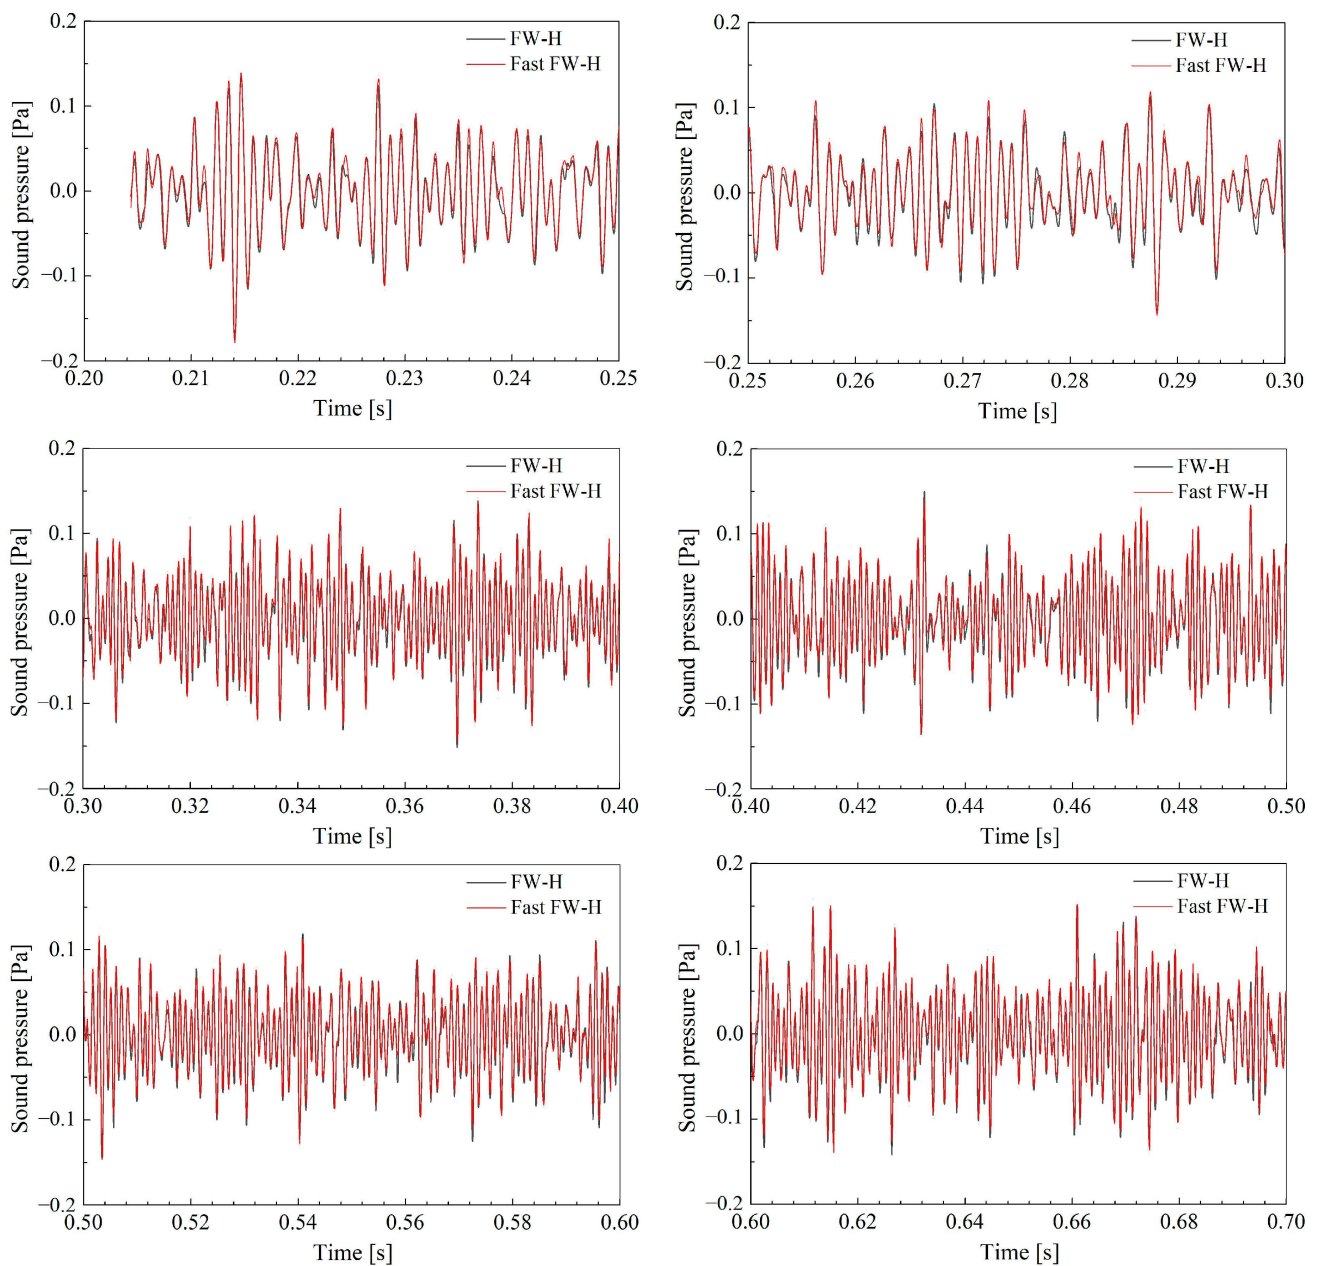 0.2
0.1
0.0
−0.1
−0.2
Sound pressure [Pa]
FW-H
Fast FW-H
0.20 0.21 0.22 0.23 0.24 0.25
Time [s]
0.2
0.1
0.0
−0.1
−0.2
Sound pressure [Pa]
FW-H
Fast FW-H
0.25 0.26 0.27 0.28 0.29 0.30
Time [s]
0.2
0.1
0.0
−0.1
−0.2
Sound pressure [Pa]
FW-H
Fast FW-H
0.30 0.32 0.34 0.36 0.38 0.40
Time [s]
0.2
0.1
0.0
−0.1
−0.2
Sound pressure [Pa]
FW-H
Fast FW-H
0.40 0.42 0.44 0.46 0.48 0.50
Time [s]
0.2
0.1
0.0
−0.1
−0.2
Sound pressure [Pa]
FW-H
Fast FW-H
0.50 0.52 0.54 0.56 0.58 0.60
Time [s]
0.2
0.1
0.0
−0.1
−0.2
Sound pressure [Pa]
FW-H
Fast FW-H
0.60 0.62 0.64 0.66 0.68 0.70
Time [s]